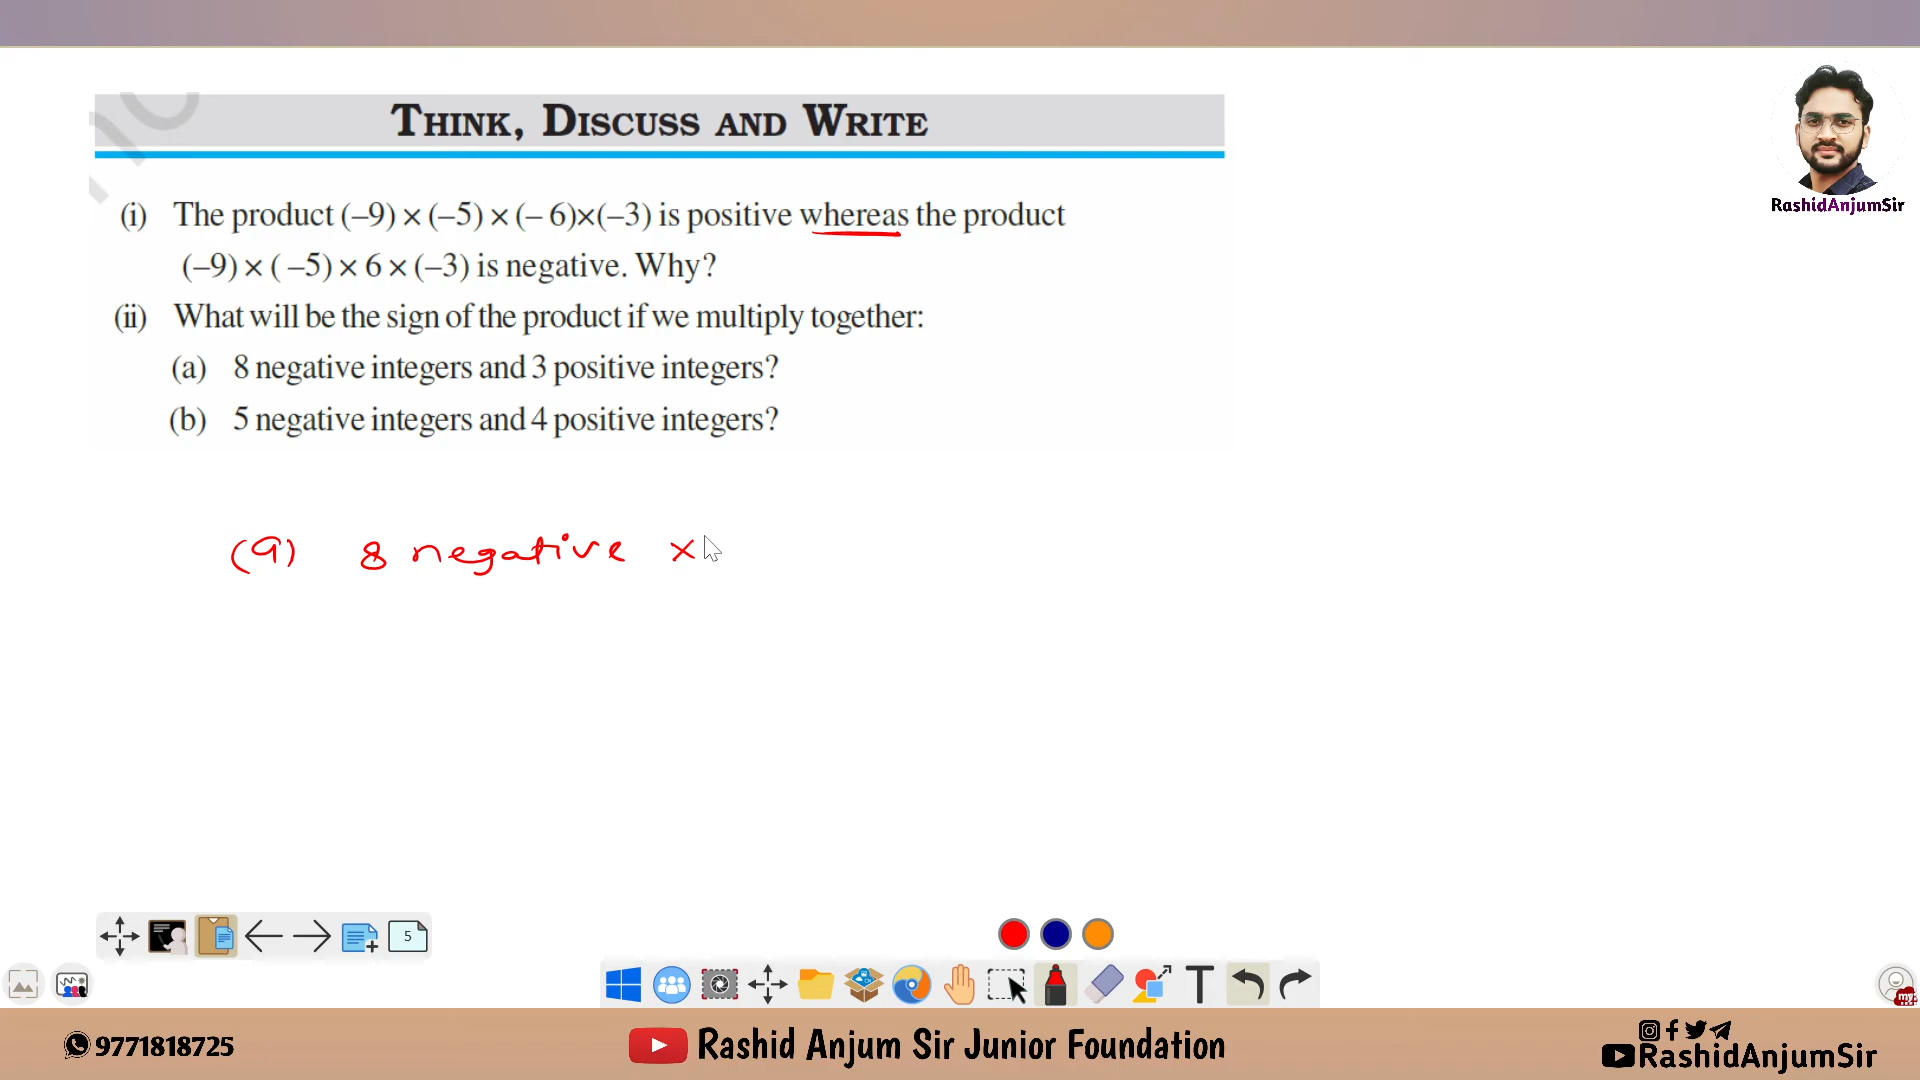 THINK, DISCUSS AND WRITE
RashidAnjumSir
(i) The product (–9) × (–5) × (– 6)×(–3) is positive whereas the product
(–9) × ( –5) × 6 × (–3) is negative. Why?
(ii) What will be the sign of the product if we multiply together:
(a) 8 negative integers and 3 positive integers?
(b) 5 negative integers and 4 positive integers?
(a) 8 negative ×
5
9771818725
Rashid Anjum Sir Junior Foundation
RashidAnjumSir